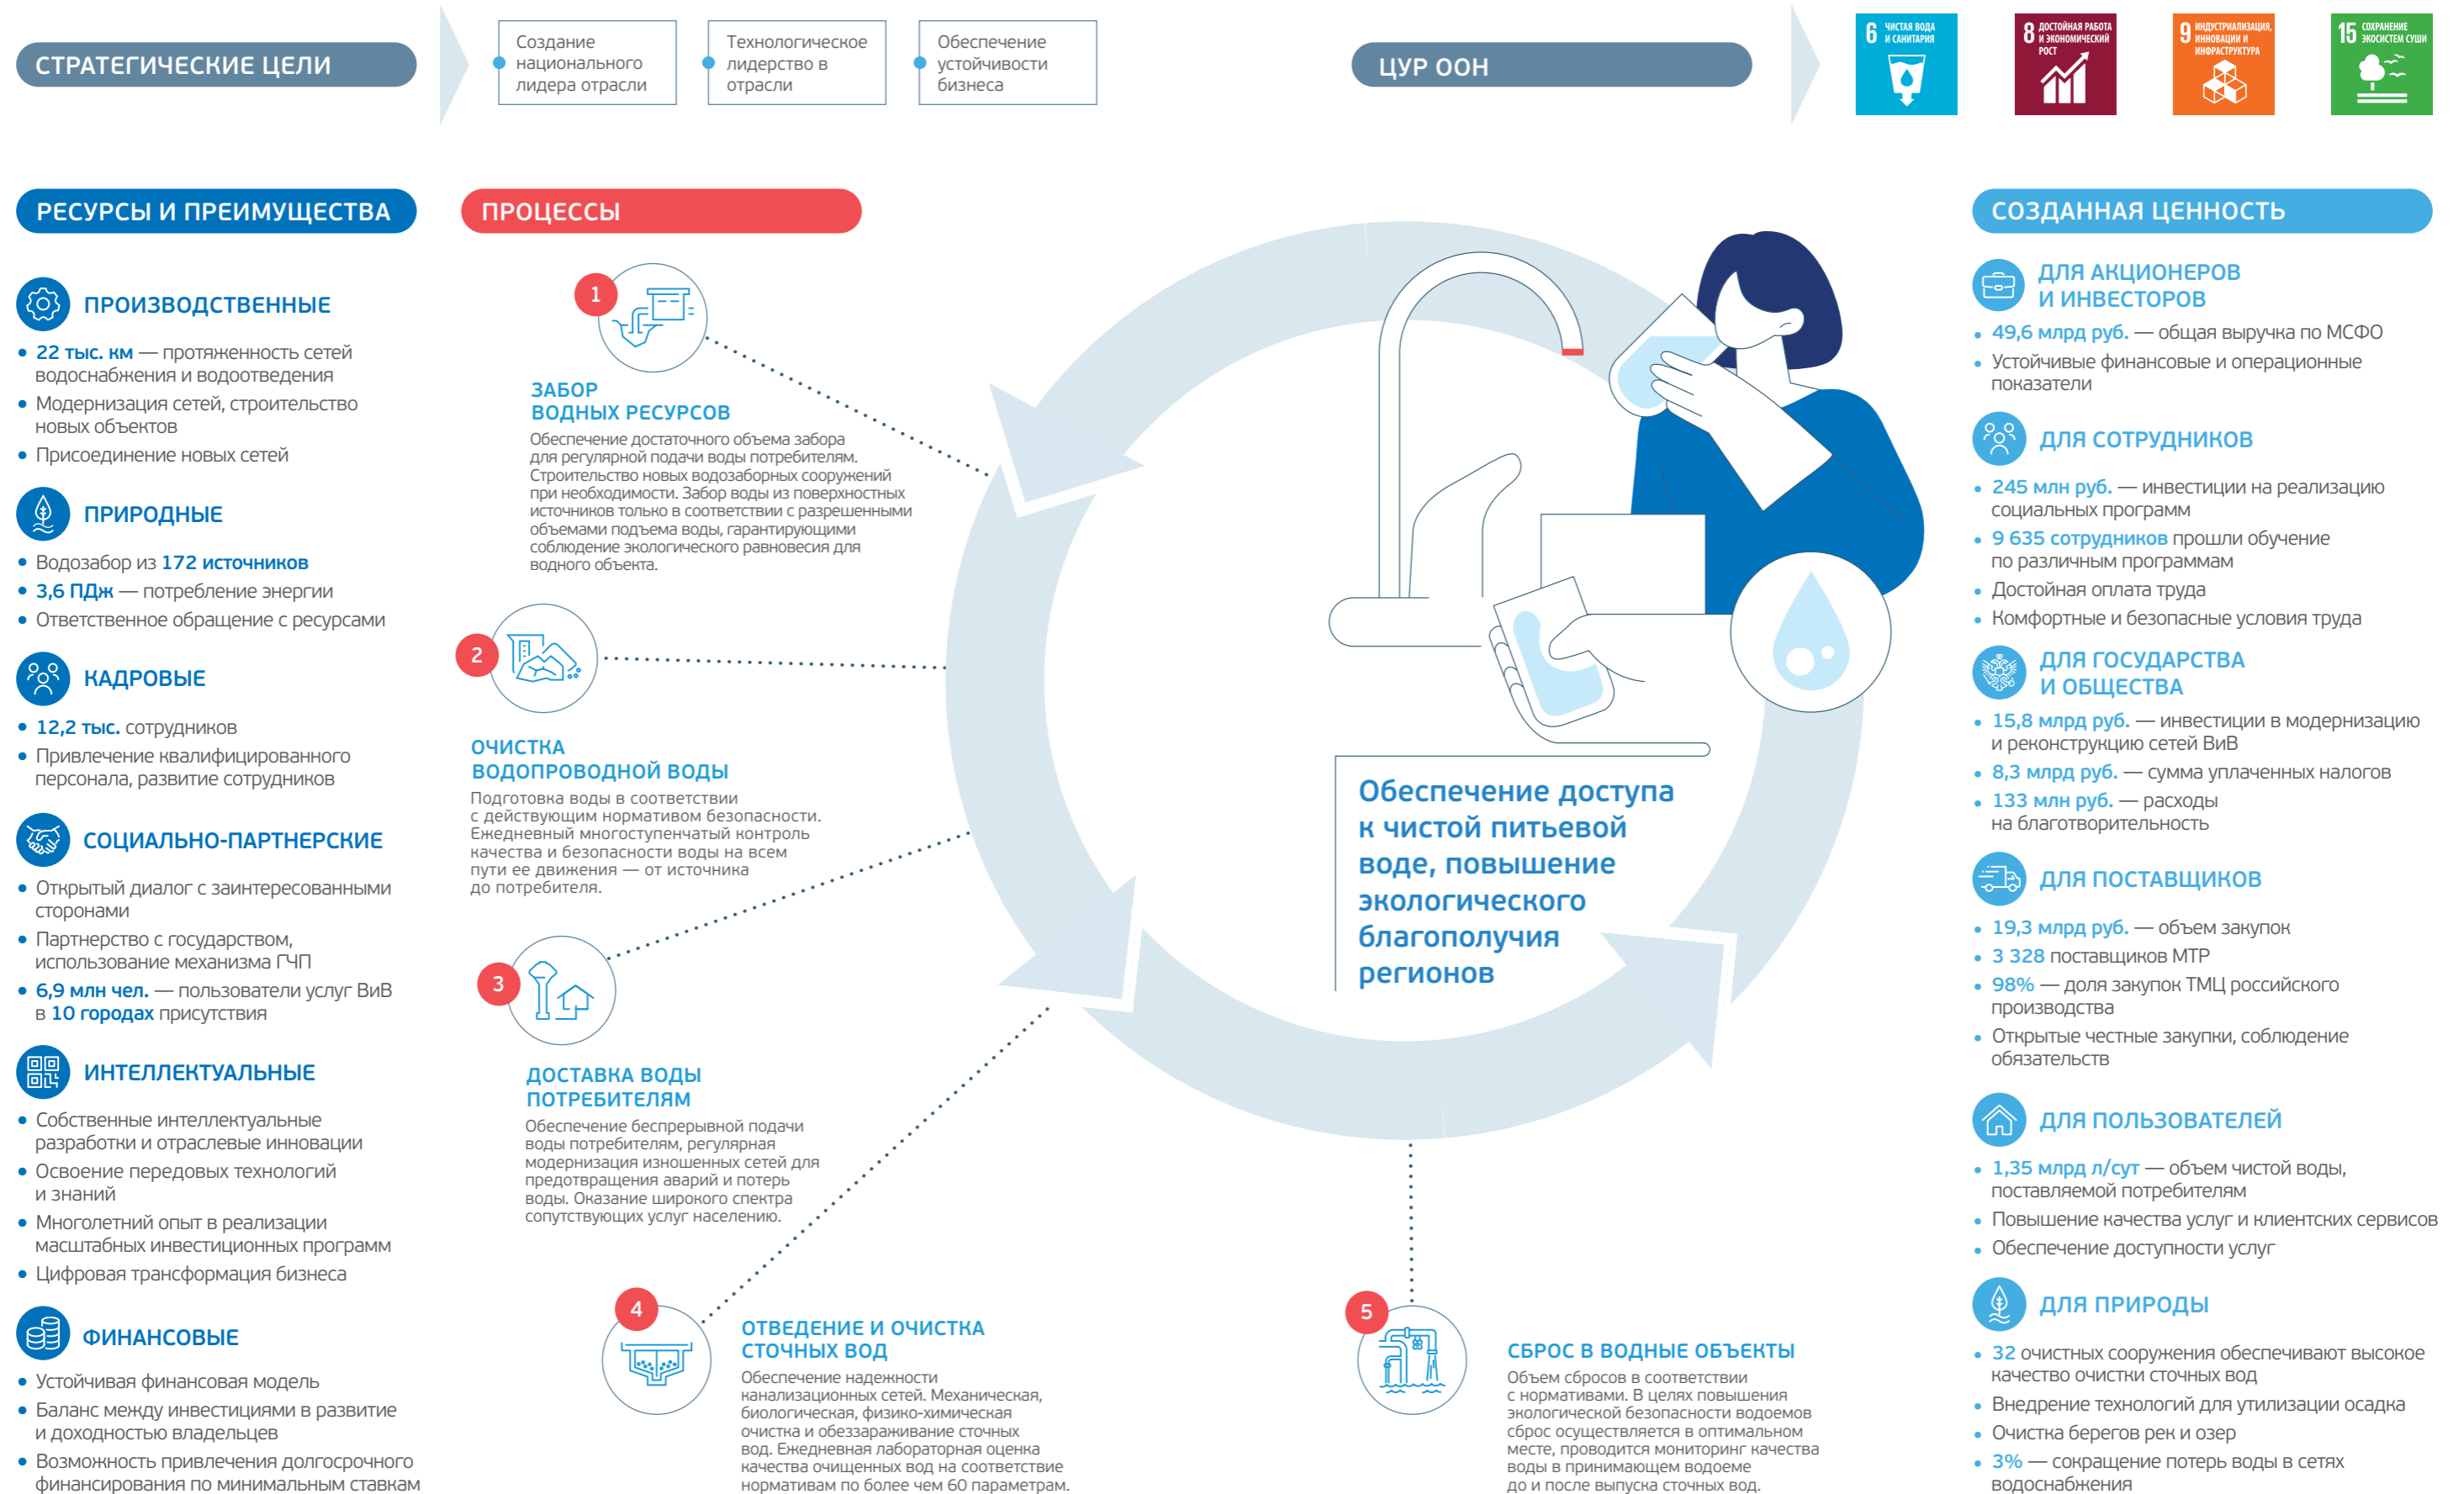 СТРАТЕГИЧЕСКИЕ ЦЕЛИ
Создание
национального
лидера отрасли
Технологическое
лидерство в
отрасли
Обеспечение
устойчивости
бизнеса
ЦУР ООН
6 ЧИСТАЯ ВОДА
И САНИТАРИЯ
8 ДОСТОЙНАЯ РАБОТА
И ЭКОНОМИЧЕСКИЙ
РОСТ
9 ИНДУСТРИАЛИЗАЦИЯ,
ИННОВАЦИИ И
ИНФРАСТРУКТУРА
15 СОХРАНЕНИЕ
ЭКОСИСТЕМ СУШИ
РЕСУРСЫ И ПРЕИМУЩЕСТВА
ПРОИЗВОДСТВЕННЫЕ
• 22 тыс. км — протяженность сетей
водоснабжения и водоотведения
• Модернизация сетей, строительство
новых объектов
• Присоединение новых сетей
ПРИРОДНЫЕ
• Водозабор из 172 источников
• 3,6 ПДж — потребление энергии
• Ответственное обращение с ресурсами
КАДРОВЫЕ
• 12,2 тыс. сотрудников
• Привлечение квалифицированного
персонала, развитие сотрудников
СОЦИАЛЬНО-ПАРТНЕРСКИЕ
• Открытый диалог с заинтересованными
сторонами
• Партнерство с государством,
использование механизма ГЧП
• 6,9 млн чел. — пользователи услуг ВиВ
в 10 городах присутствия
ИНТЕЛЛЕКТУАЛЬНЫЕ
• Собственные интеллектуальные
разработки и отраслевые инновации
• Освоение передовых технологий
и знаний
• Многолетний опыт в реализации
масштабных инвестиционных программ
• Цифровая трансформация бизнеса
ФИНАНСОВЫЕ
• Устойчивая финансовая модель
• Баланс между инвестициями в развитие
и доходностью владельцев
• Возможность привлечения долгосрочного
финансирования по минимальным ставкам
ПРОЦЕССЫ
1
ЗАБОР
ВОДНЫХ РЕСУРСОВ
Обеспечение достаточного объема забора
для регулярной подачи воды потребителям.
Строительство новых водозаборных сооружений
при необходимости. Забор воды из поверхностных
источников только в соответствии с разрешенными
объемами подъема воды, гарантирующими
соблюдение экологического равновесия для
водного объекта.
2
ОЧИСТКА
ВОДОПРОВОДНОЙ ВОДЫ
Подготовка воды в соответствии
с действующим нормативом безопасности.
Ежедневный многоступенчатый контроль
качества и безопасности воды на всем
пути ее движения — от источника
до потребителя.
3
ДОСТАВКА ВОДЫ
ПОТРЕБИТЕЛЯМ
Обеспечение беспрерывной подачи
воды потребителям, регулярная
модернизация изношенных сетей для
предотвращения аварий и потерь
воды. Оказание широкого спектра
сопутствующих услуг населению.
4
ОТВЕДЕНИЕ И ОЧИСТКА
СТОЧНЫХ ВОД
Обеспечение надежности
канализационных сетей. Механическая,
биологическая, физико-химическая
очистка и обеззараживание сточных
вод. Ежедневная лабораторная оценка
качества очищенных вод на соответствие
нормативам по более чем 60 параметрам.
5
СБРОС В ВОДНЫЕ ОБЪЕКТЫ
Объем сбросов в соответствии
с нормативами. В целях повышения
экологической безопасности водоемов
сброс осуществляется в оптимальном
месте, проводится мониторинг качества
воды в принимающем водоеме
до и после выпуска сточных вод.
Обеспечение доступа
к чистой питьевой
воде, повышение
экологического
благополучия
регионов
СОЗДАННАЯ ЦЕННОСТЬ
ДЛЯ АКЦИОНЕРОВ
И ИНВЕСТОРОВ
• 49,6 млрд руб. — общая выручка по МСФО
• Устойчивые финансовые и операционные
показатели
ДЛЯ СОТРУДНИКОВ
• 245 млн руб. — инвестиции на реализацию
социальных программ
• 9 635 сотрудников прошли обучение
по различным программам
• Достойная оплата труда
• Комфортные и безопасные условия труда
ДЛЯ ГОСУДАРСТВА
И ОБЩЕСТВА
• 15,8 млрд руб. — инвестиции в модернизацию
и реконструкцию сетей ВиВ
• 8,3 млрд руб. — сумма уплаченных налогов
• 133 млн руб. — расходы
на благотворительность
ДЛЯ ПОСТАВЩИКОВ
• 19,3 млрд руб. — объем закупок
• 3 328 поставщиков МТР
• 98% — доля закупок ТМЦ российского
производства
• Открытые честные закупки, соблюдение
обязательств
ДЛЯ ПОЛЬЗОВАТЕЛЕЙ
• 1,35 млрд л/сут — объем чистой воды,
поставляемой потребителям
• Повышение качества услуг и клиентских сервисов
• Обеспечение доступности услуг
ДЛЯ ПРИРОДЫ
• 32 очистных сооружения обеспечивают высокое
качество очистки сточных вод
• Внедрение технологий для утилизации осадка
• Очистка берегов рек и озер
• 3% — сокращение потерь воды в сетях
водоснабжения